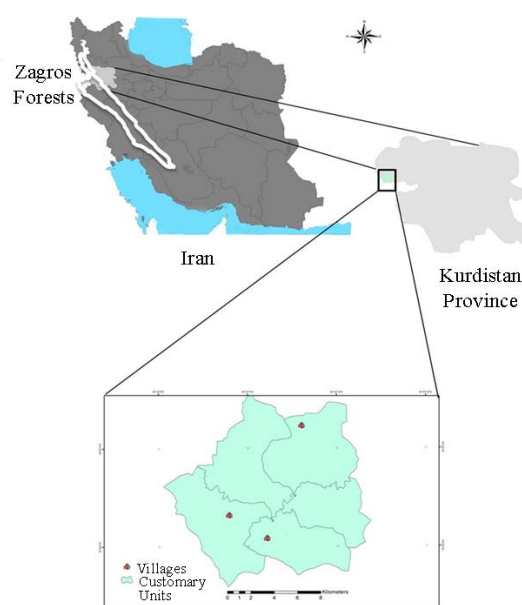 Zagros
Forests
Iran
Kurdistan
Province
Villages
Customary
Units
0 1 2 4 6 8
Kilometers